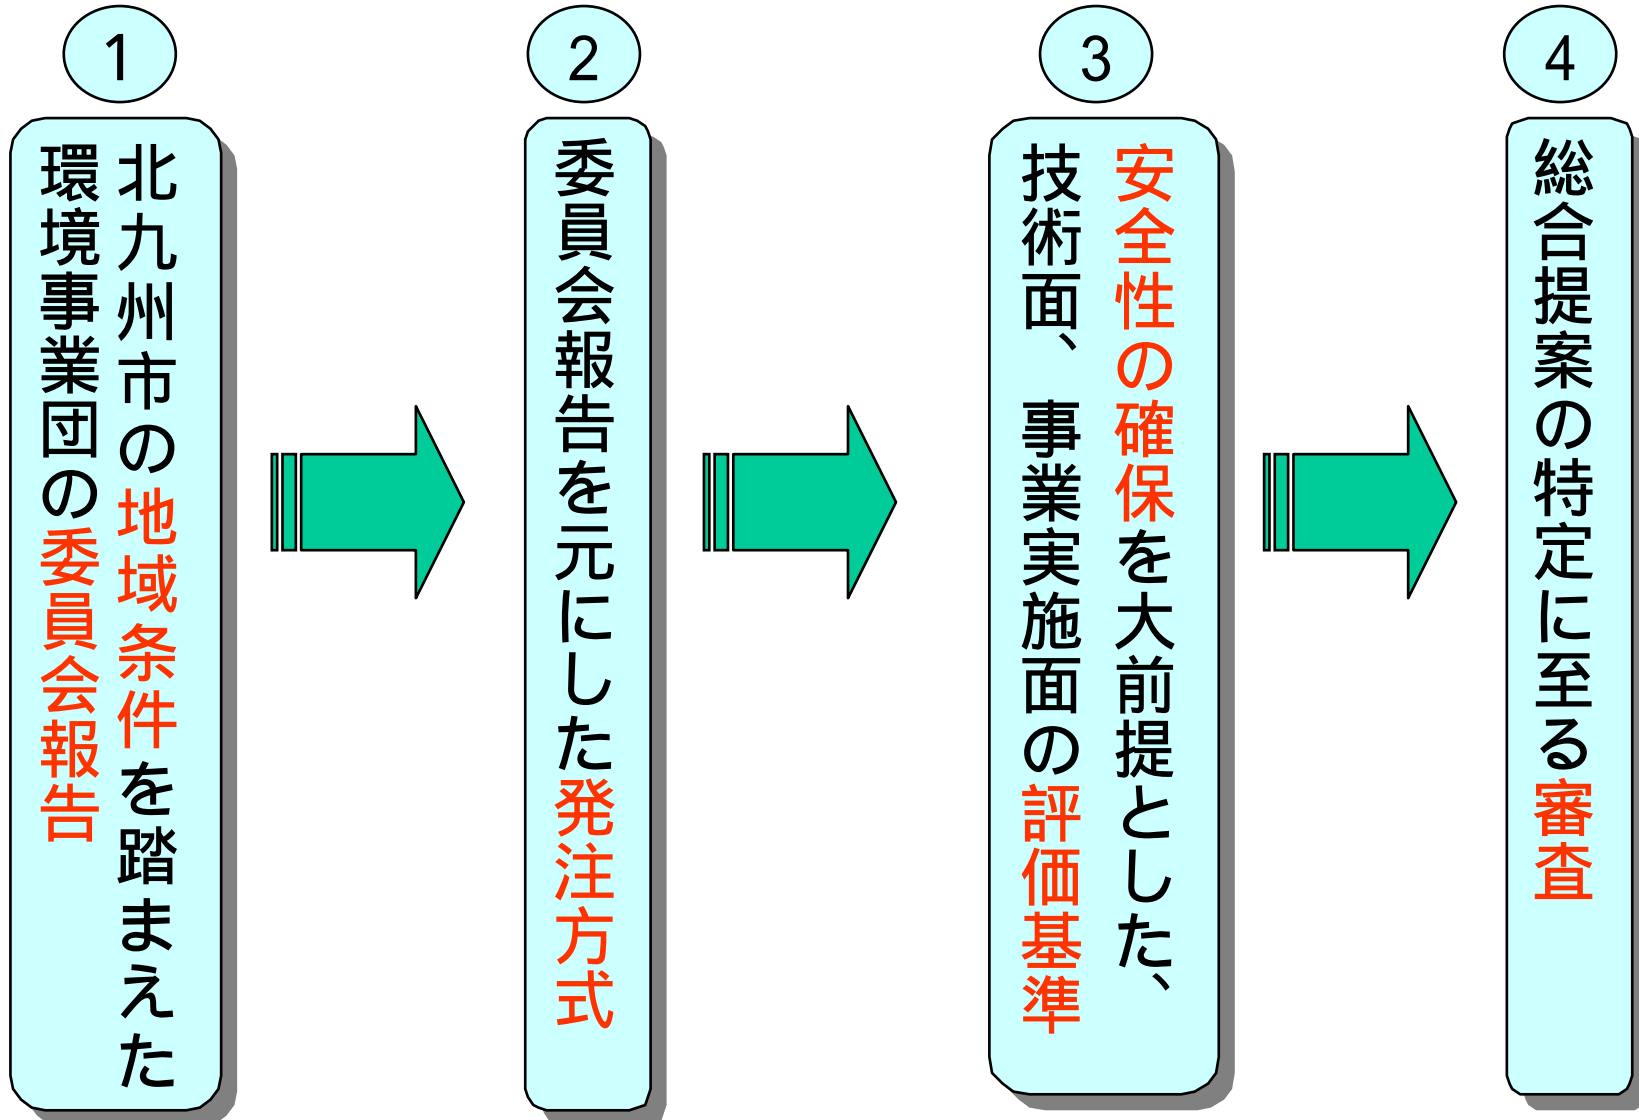 1
北九州市の地域条件を踏まえた
環境事業団の委員会報告
2
委員会報告を元にした発注方式
3
安全性の確保を大前提とした、
技術面、事業実施面の評価基準
4
総合提案の特定に至る審査